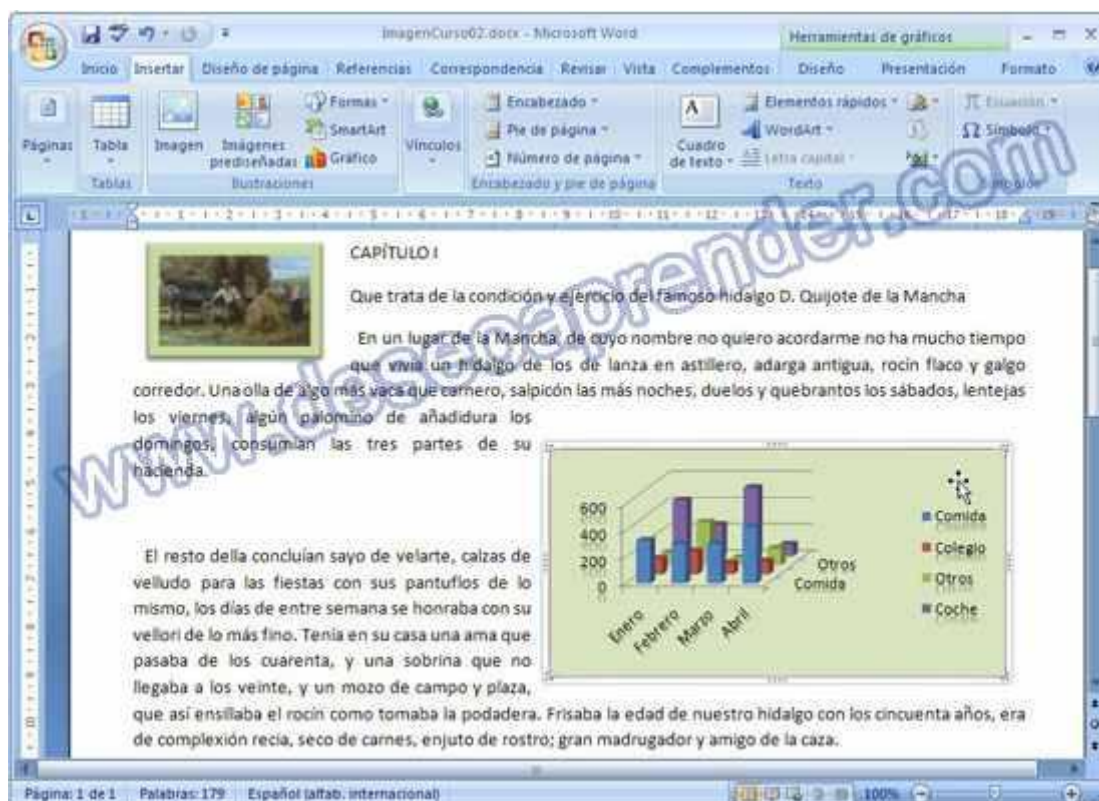 ImagenCurso02.docx - Microsoft Word
Herramientas de gráficos
Inicio Insertar Diseño de página Referencias Correspondencia Revisar Vista Complementos Diseño Presentación Formato
Páginas
Tabla
Imagen
Imágenes prediseñadas
Formas
SmartArt
Gráfico
Vínculos
Encabezado
Pie de página
Número de página
Cuadro de texto
Elementos rápidos
WordArt
Letra capital
Ecuación
Símbolo
Tablas
Ilustraciones
Encabezado y pie de página
Texto
www.deseoaprender.com
CAPÍTULO I
Que trata de la condición y ejercicio del famoso hidalgo D. Quijote de la Mancha
En un lugar de la Mancha, de cuyo nombre no quiero acordarme no ha mucho tiempo
que vivía un hidalgo de los de lanza en astillero, adarga antigua, rocín flaco y galgo
corredor. Una olla de algo más vaca que carnero, salpicón las más noches, duelos y quebrantos los sábados, lentejas
los viernes, algún palomino de añadidura los
domingos, consumían las tres partes de su
hacienda.
600
400
200
0
Enero
Febrero
Marzo
Abril
Otros
Comida
Comida
Colegio
Otros
Coche
El resto della concluían sayo de velarte, calzas de
velludo para las fiestas con sus pantuflos de lo
mismo, los días de entre semana se honraba con su
vellori de lo más fino. Tenía en su casa una ama que
pasaba de los cuarenta, y una sobrina que no
llegaba a los veinte, y un mozo de campo y plaza,
que así ensillaba el rocín como tomaba la podadera. Frisaba la edad de nuestro hidalgo con los cincuenta años, era
de complexión recia, seco de carnes, enjuto de rostro; gran madrugador y amigo de la caza.
Página: 1 de 1 Palabras: 179 Español (alfab. internacional) 100%